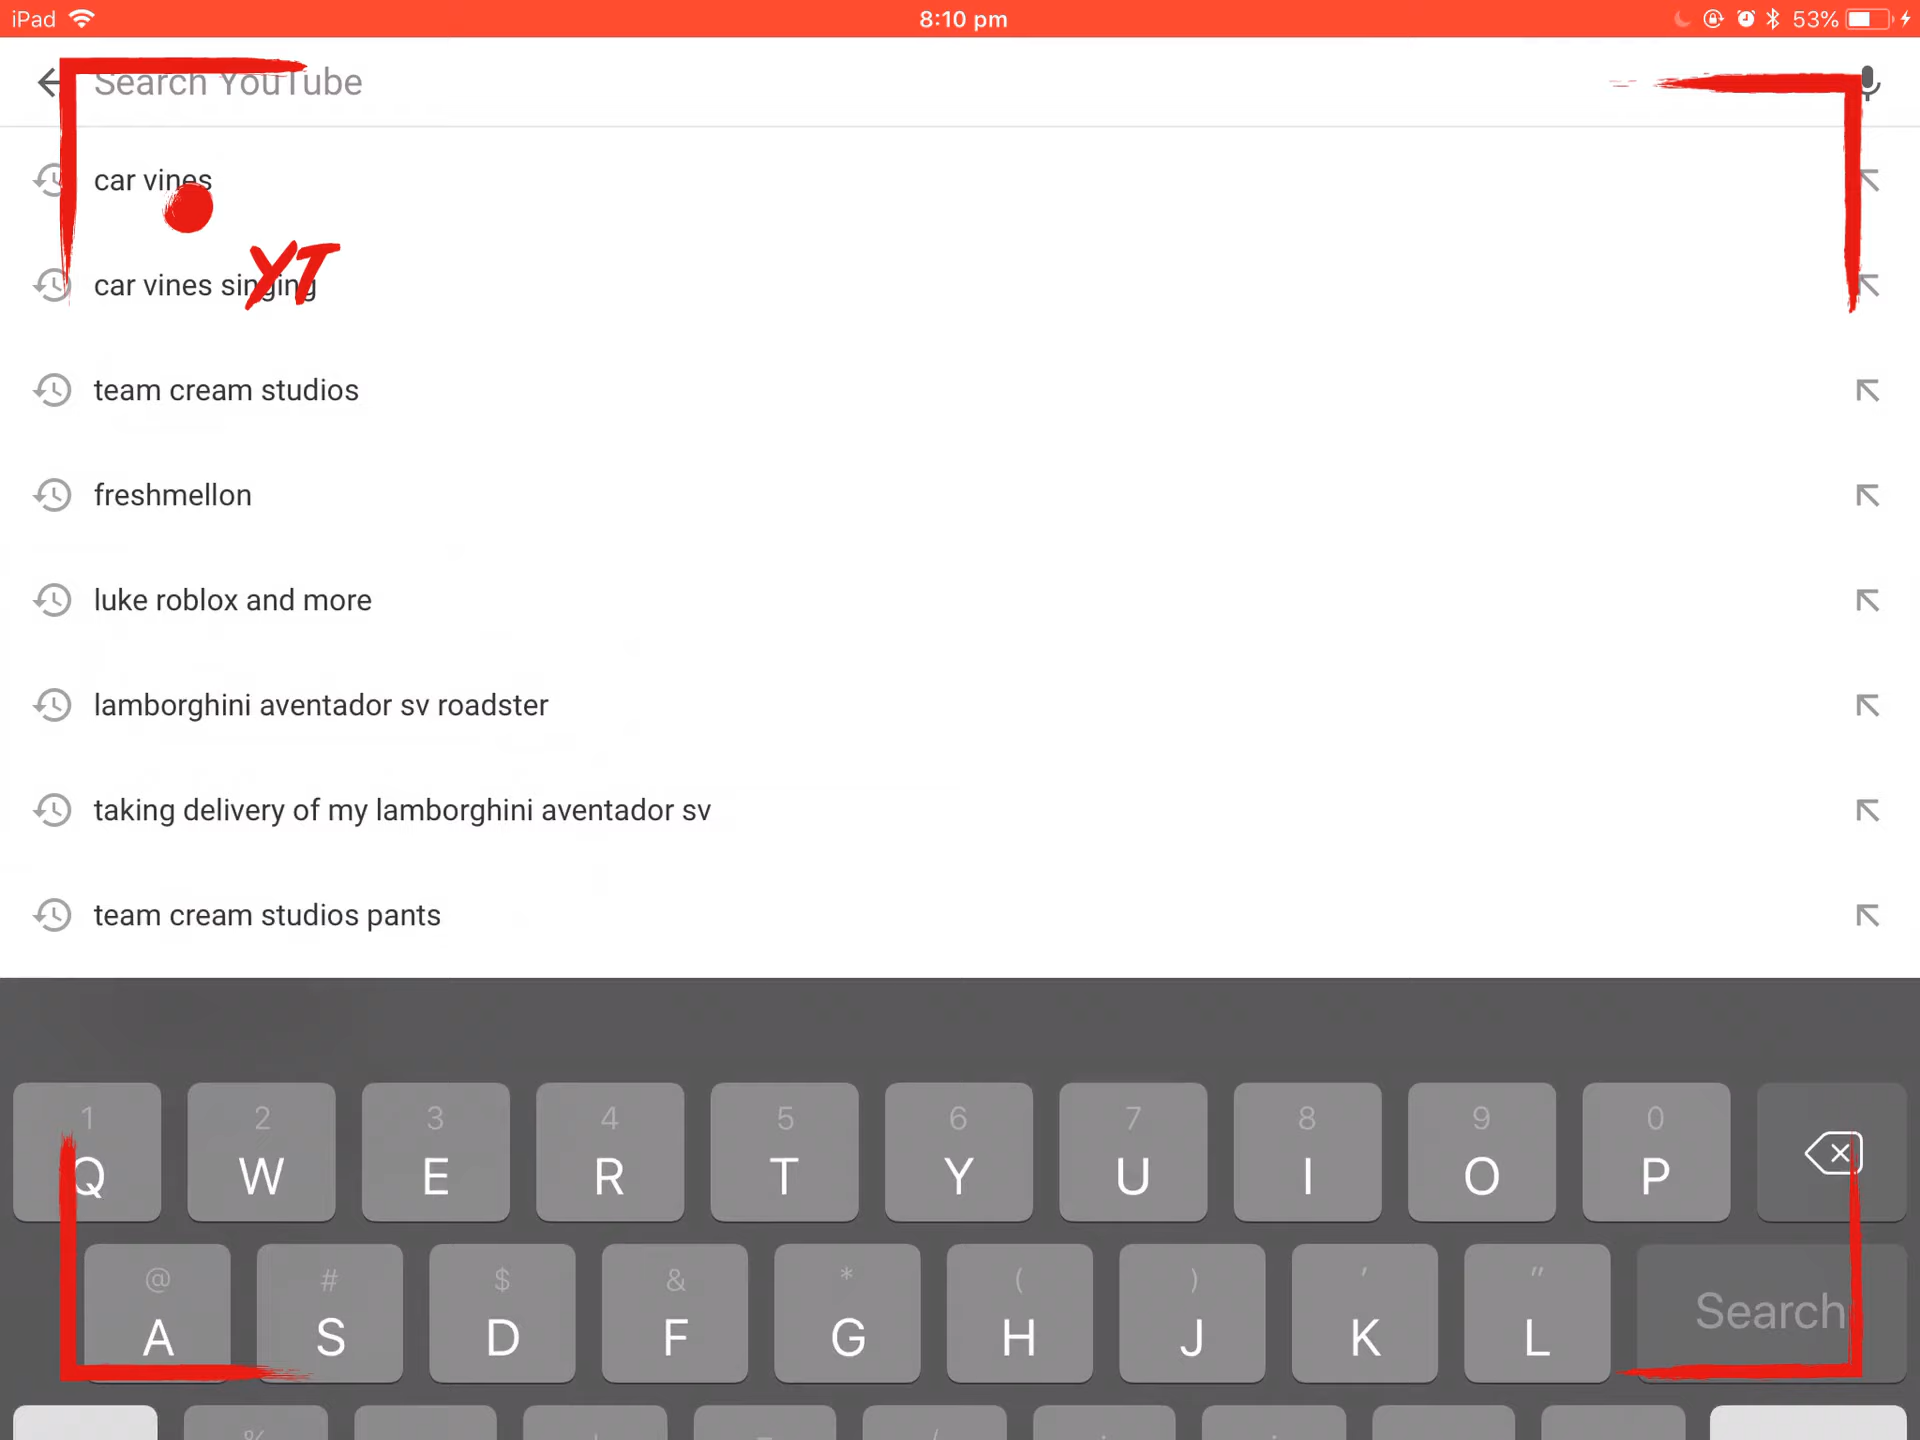 iPad 8:10 pm 53%
Search YouTube
car vines
car vines singing
YT
team cream studios
freshmellon
luke roblox and more
lamborghini aventador sv roadster
taking delivery of my lamborghini aventador sv
team cream studios pants
1 2 3 4 5 6 7 8 9 0
Q W E R T Y U I O P
@ # $ & * ( ) ' "
A S D F G H J K L Search